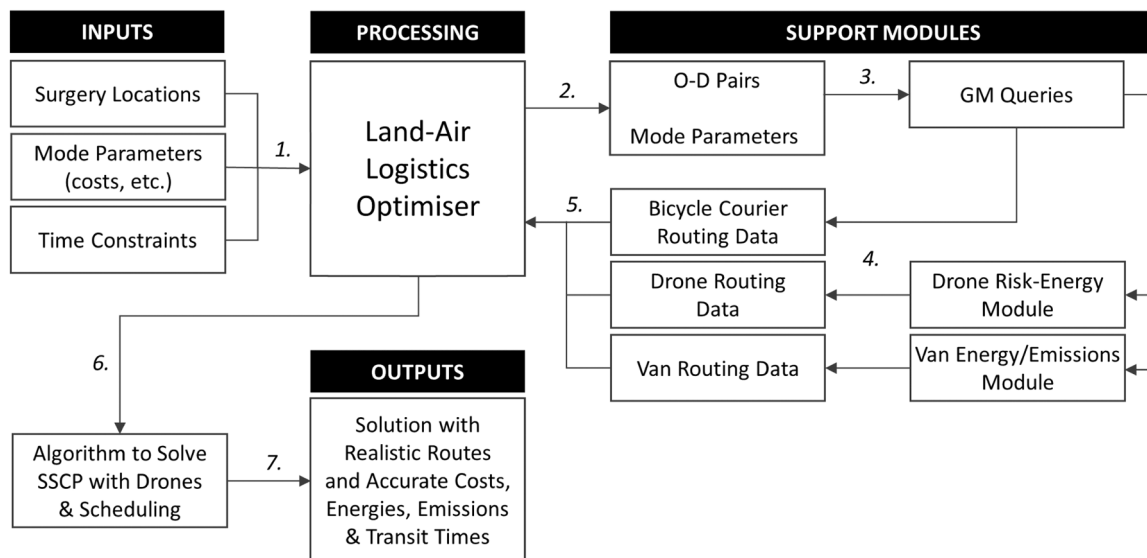 INPUTS
Surgery Locations
Mode Parameters
(costs, etc.)
Time Constraints
1.
PROCESSING
Land-Air
Logistics
Optimiser
2.
SUPPORT MODULES
O-D Pairs
Mode Parameters
3.
GM Queries
Bicycle Courier
Routing Data
Drone Routing
Data
Van Routing Data
4.
Drone Risk-Energy
Module
Van Energy/Emissions
Module
5.
6.
Algorithm to Solve
SSCP with Drones
& Scheduling
7.
OUTPUTS
Solution with
Realistic Routes
and Accurate Costs,
Energies, Emissions
& Transit Times